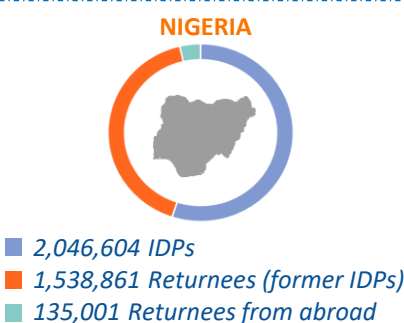 NIGERIA
2,046,604 IDPs
1,538,861 Returnees (former IDPs)
135,001 Returnees from abroad